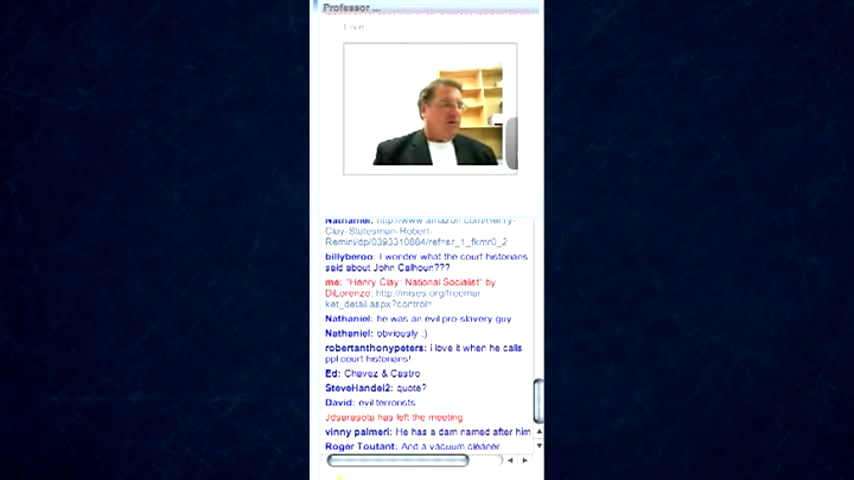 Professor ...
Live
Nathaniel: http://www.amazon.com/Henry-
Clay-Statesman-Robert-
Remini/dp/0393310884/ref=sr_1_fkmr0_2
billyberoo: I wonder what the court historians
said about John Calhoun???
me: "Henry Clay: National Socialist" by
DiLorenzo: http://mises.org/freemar
ket_detail.aspx?control=
Nathaniel: he was an evil pro-slavery guy
Nathaniel: obviously :)
robertanthonypeters: i love it when he calls
ppl court historians!
Ed: Chavez & Castro
SteveHandel2: quote?
David: evil terrorists
Jdsarasota has left the meeting.
vinny palmeri: He has a dam named after him
Roger Toutant: And a vacuum cleaner